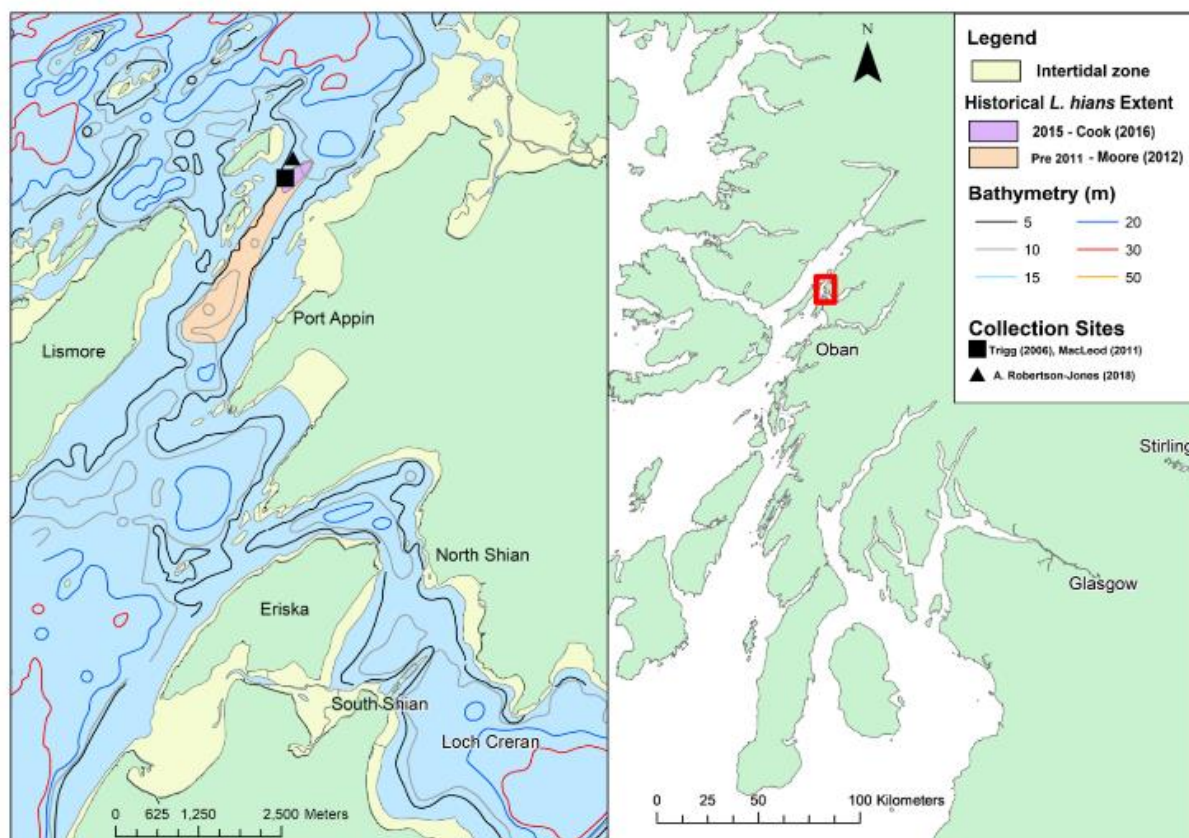 Lismore
Port Appin
North Shian
Eriska
South Shian
Loch Creran
0 625 1,250 2,500 Meters
N
Oban
Stirling
Glasgow
0 25 50 100 Kilometers
Legend
Intertidal zone
Historical L. hians Extent
2015 - Cook (2016)
Pre 2011 - Moore (2012)
Bathymetry (m)
5 20
10 30
15 50
Collection Sites
Trigg (2006), MacLeod (2011)
A. Robertson-Jones (2018)